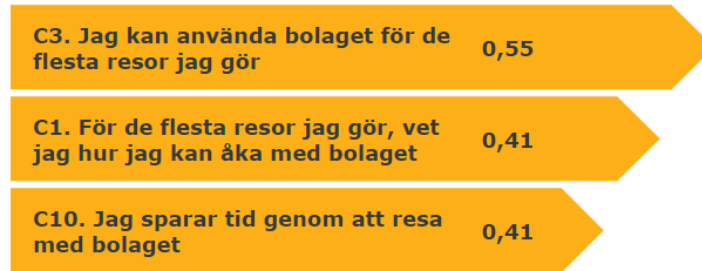 C3. Jag kan använda bolaget för de
flesta resor jag gör
0,55
C1. För de flesta resor jag gör, vet
jag hur jag kan åka med bolaget
0,41
C10. Jag sparar tid genom att resa
med bolaget
0,41